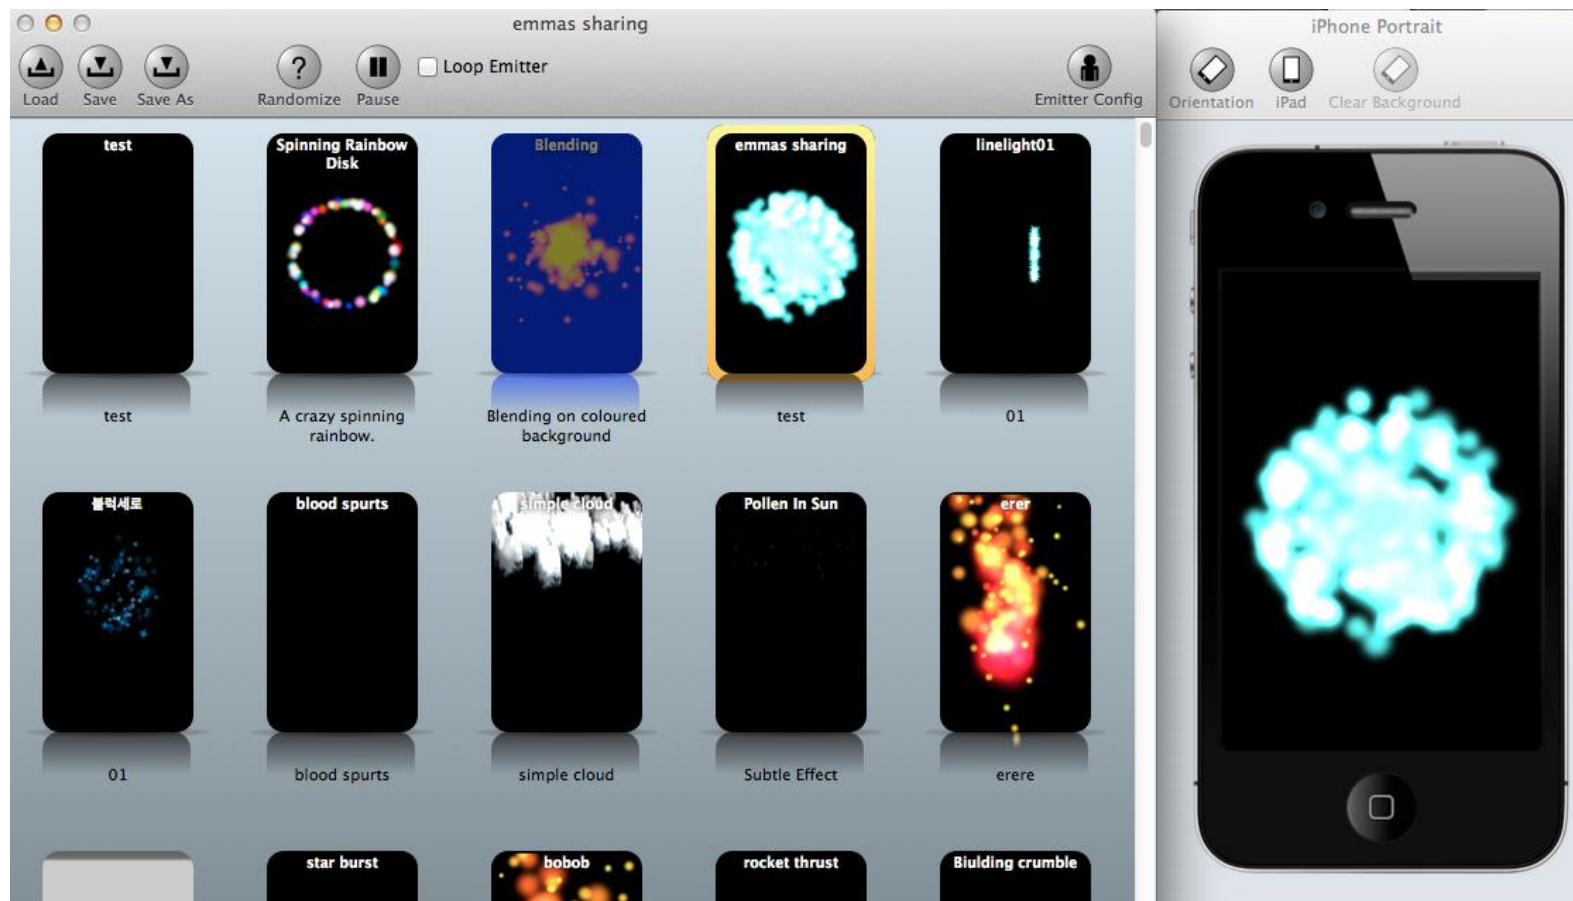 emmas sharing
iPhone Portrait
Load
Save
Save As
Randomize
Pause
Loop Emitter
Emitter Config
Orientation
iPad
Clear Background
test
Spinning Rainbow
Disk
Blending
emmas sharing
linelight01
test
A crazy spinning
rainbow.
Blending on coloured
background
test
01
블럭세로
blood spurts
simple cloud
Pollen In Sun
erer
01
blood spurts
simple cloud
Subtle Effect
erere
star burst
bobob
rocket thrust
Biulding crumble